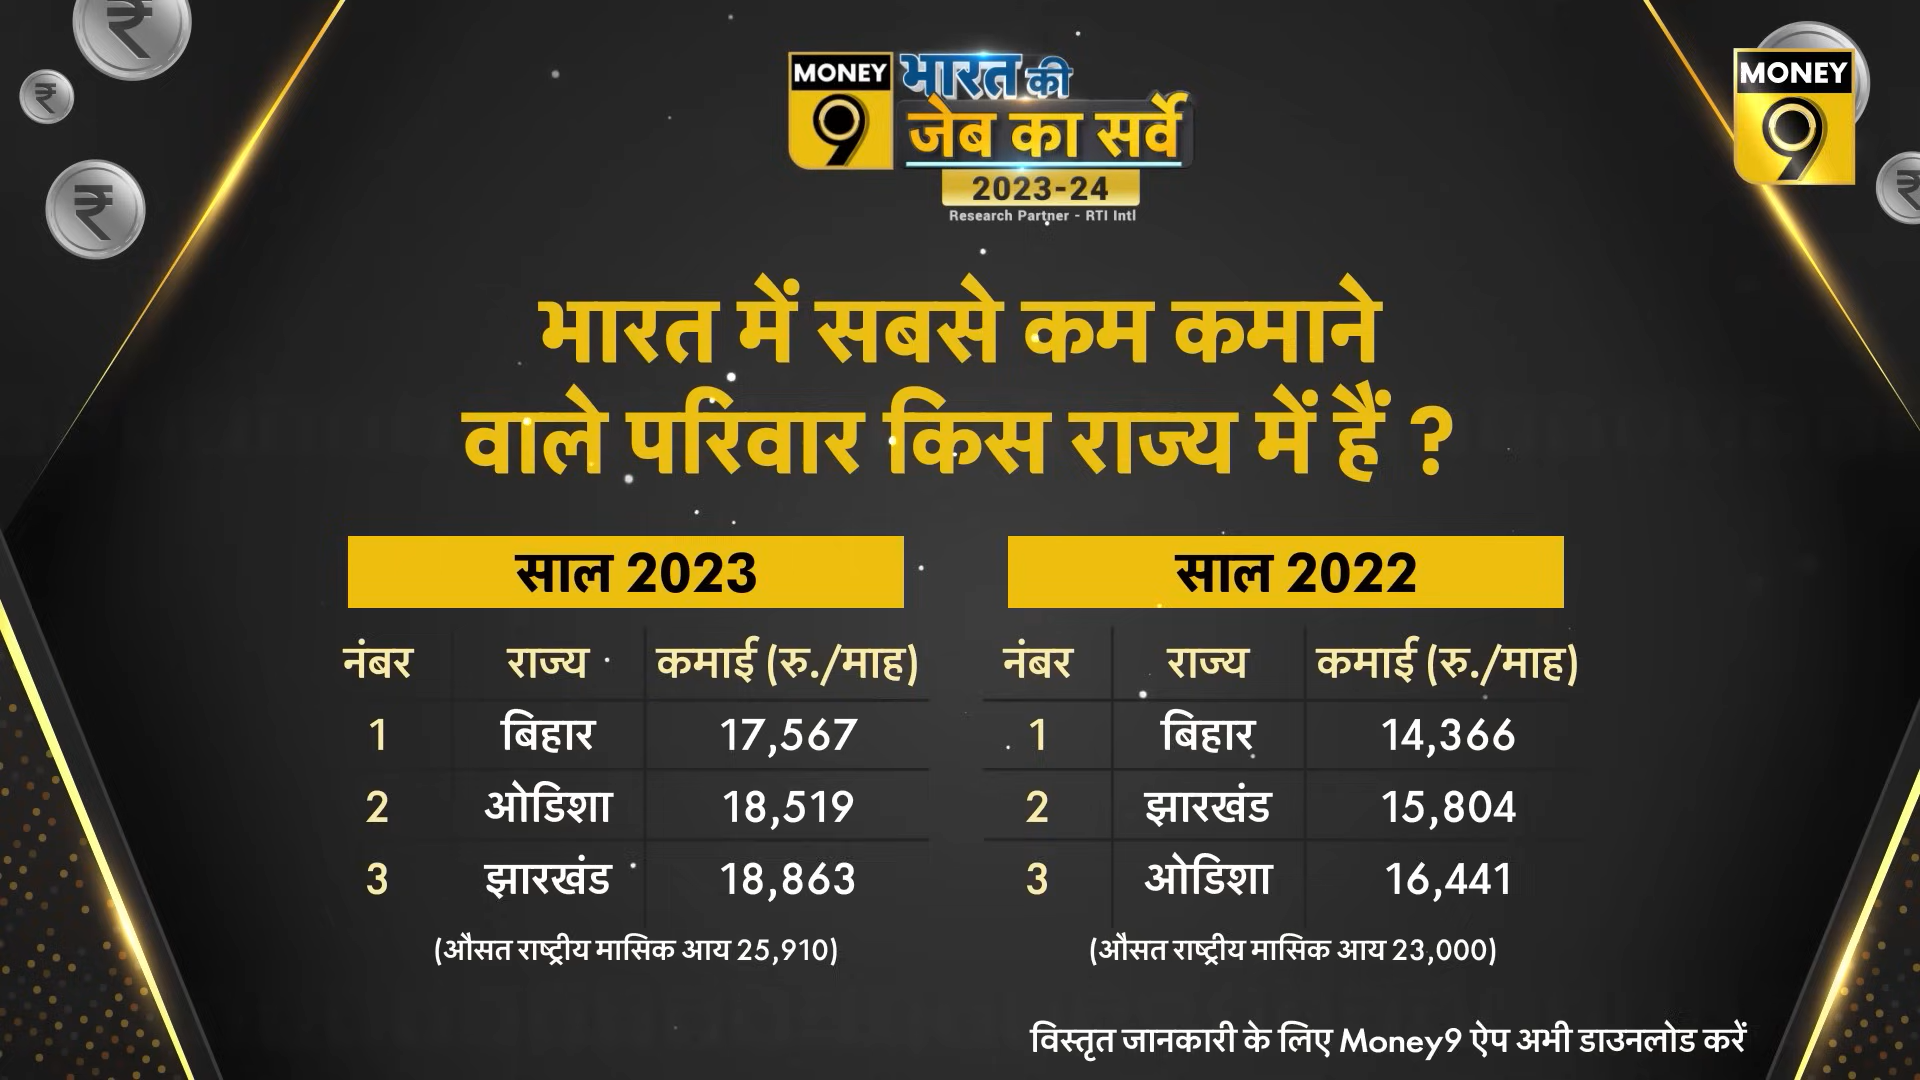 MONEY
9
भारत की
जेब का सर्वे
2023-24
Research Partner - RTI Intl
MONEY
9
भारत में सबसे कम कमाने
वाले परिवार किस राज्य में हैं ?
साल 2023
नंबर राज्य कमाई (रु./माह)
1 बिहार 17,567
2 ओडिशा 18,519
3 झारखंड 18,863
(औसत राष्ट्रीय मासिक आय 25,910)
साल 2022
नंबर राज्य कमाई (रु./माह)
1 बिहार 14,366
2 झारखंड 15,804
3 ओडिशा 16,441
(औसत राष्ट्रीय मासिक आय 23,000)
विस्तृत जानकारी के लिए Money9 ऐप अभी डाउनलोड करें
₹
₹
₹
₹